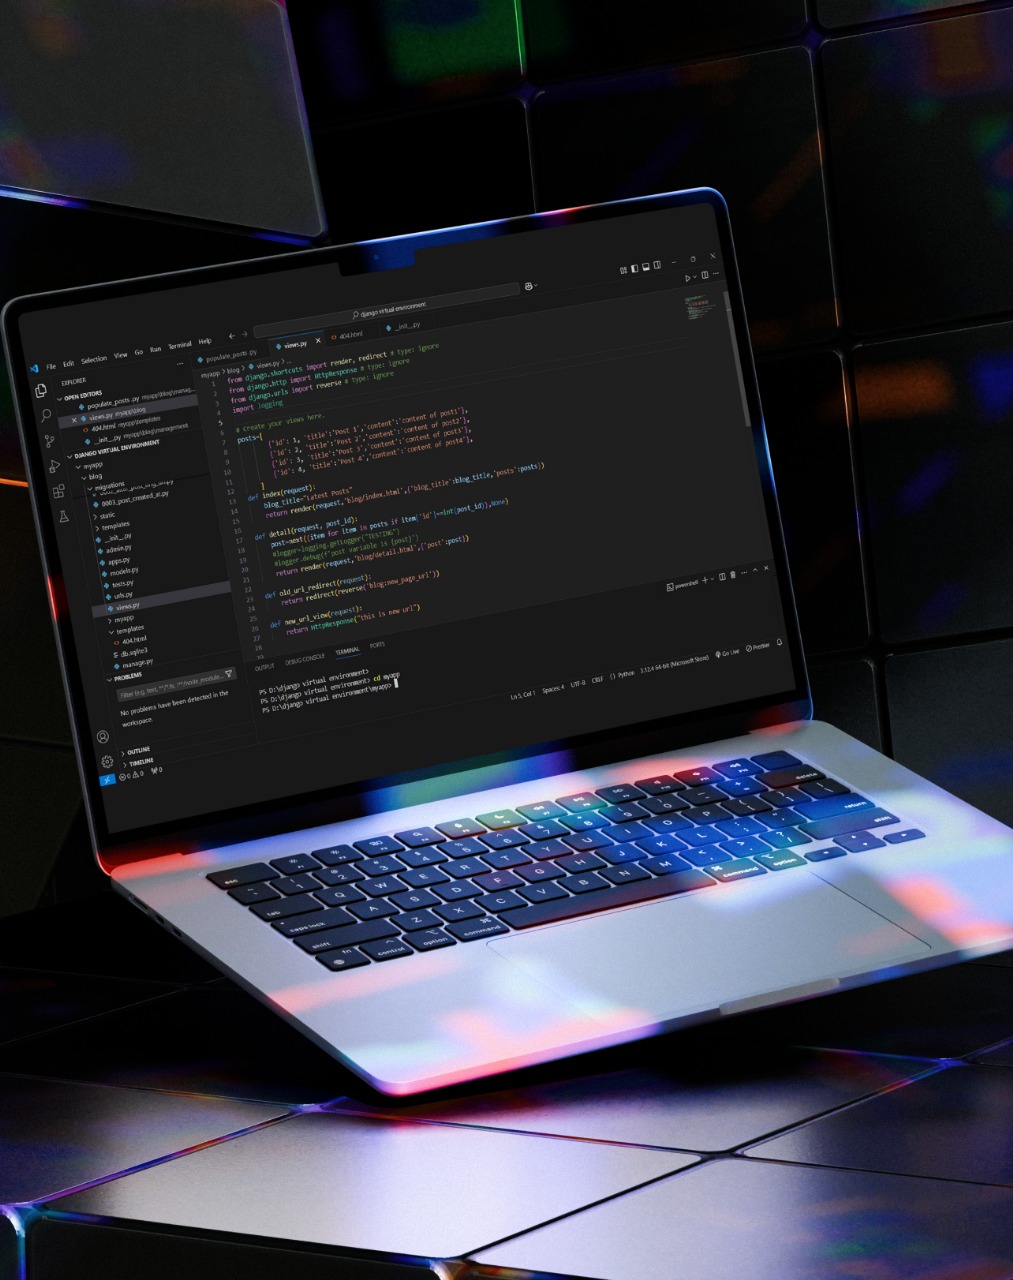 File Edit Selection View Go Run Terminal Help
django virtual environment
EXPLORER
OPEN EDITORS
populate_posts.py myapp\blog\manag...
views.py myapp\blog
404.html myapp\templates
__init__.py myapp\blog\management
DJANGO VIRTUAL ENVIRONMENT
myapp
blog
migrations
0003_post_created_at.py
static
templates
__init__.py
admin.py
apps.py
models.py
tests.py
urls.py
views.py
myapp
templates
404.html
db.sqlite3
manage.py
PROBLEMS
Filter (e.g. text, **/*.ts, !**/node_module...
No problems have been detected in the
workspace.
OUTLINE
TIMELINE
0 0 0
populate_posts.py views.py 404.html __init__.py
myapp > blog > views.py > ...
1 from django.shortcuts import render, redirect # type: ignore
2 from django.http import HttpResponse # type: ignore
3 from django.urls import reverse # type: ignore
4 import logging
5
6 # Create your views here.
7 posts=[
8 {'id': 1, 'title':'Post 1','content':'content of post1'},
9 {'id': 2, 'title':'Post 2','content':'content of post2'},
10 {'id': 3, 'title':'Post 3','content':'content of post3'},
11 {'id': 4, 'title':'Post 4','content':'content of post4'},
12 ]
13 def index(request):
14 blog_title="Latest Posts"
15 return render(request,'blog/index.html',{'blog_title':blog_title,'posts':posts})
16
17 def detail(request, post_id):
18 post=next((item for item in posts if item['id']==int(post_id)),None)
19 #logger=logging.getLogger("TESTING")
20 #logger.debug(f'post variable is {post}')
21 return render(request,'blog/detail.html',{'post':post})
22
23 def old_url_redirect(request):
24 return redirect(reverse('blog:new_page_url'))
25
26 def new_url_view(request):
27 return HttpResponse("this is new url")
28
OUTPUT DEBUG CONSOLE TERMINAL PORTS
powershell
PS D:\django virtual environment>
PS D:\django virtual environment> cd myapp
PS D:\django virtual environment\myapp>
Ln 5, Col 1 Spaces: 4 UTF-8 CRLF { } Python 3.12.4 64-bit (Microsoft Store) Go Live Prettier
esc
1 2 3 4 5 6 7 8 9 0 delete
tab Q W E R T Y U I O P
caps lock A S D F G H J K L return
shift Z X C V B N M shift
fn control option command command option